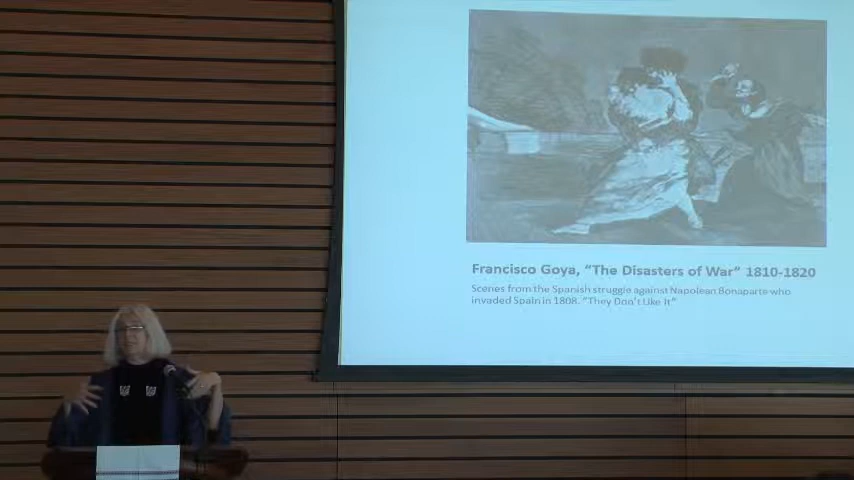 Francisco Goya, “The Disasters of War” 1810-1820
Scenes from the Spanish struggle against Napolean Bonaparte who
invaded Spain in 1808. “They Don’t Like It”